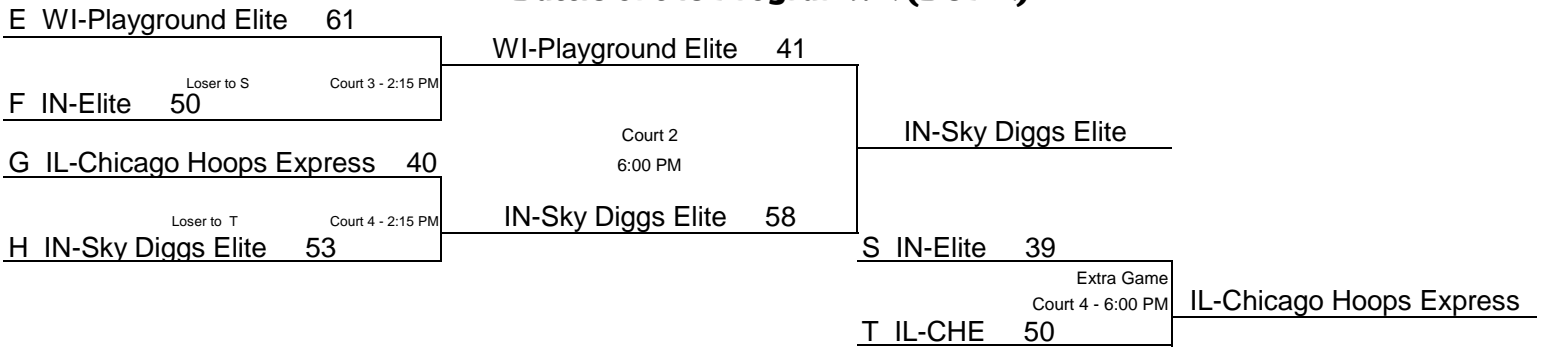 E WI-Playground Elite 61
WI-Playground Elite 41
Loser to S Court 3 - 2:15 PM
F IN-Elite 50
Court 2
IN-Sky Diggs Elite
G IL-Chicago Hoops Express 40
6:00 PM
Loser to T Court 4 - 2:15 PM
IN-Sky Diggs Elite 58
H IN-Sky Diggs Elite 53
S IN-Elite 39
Extra Game
Court 4 - 6:00 PM
IL-Chicago Hoops Express
T IL-CHE 50